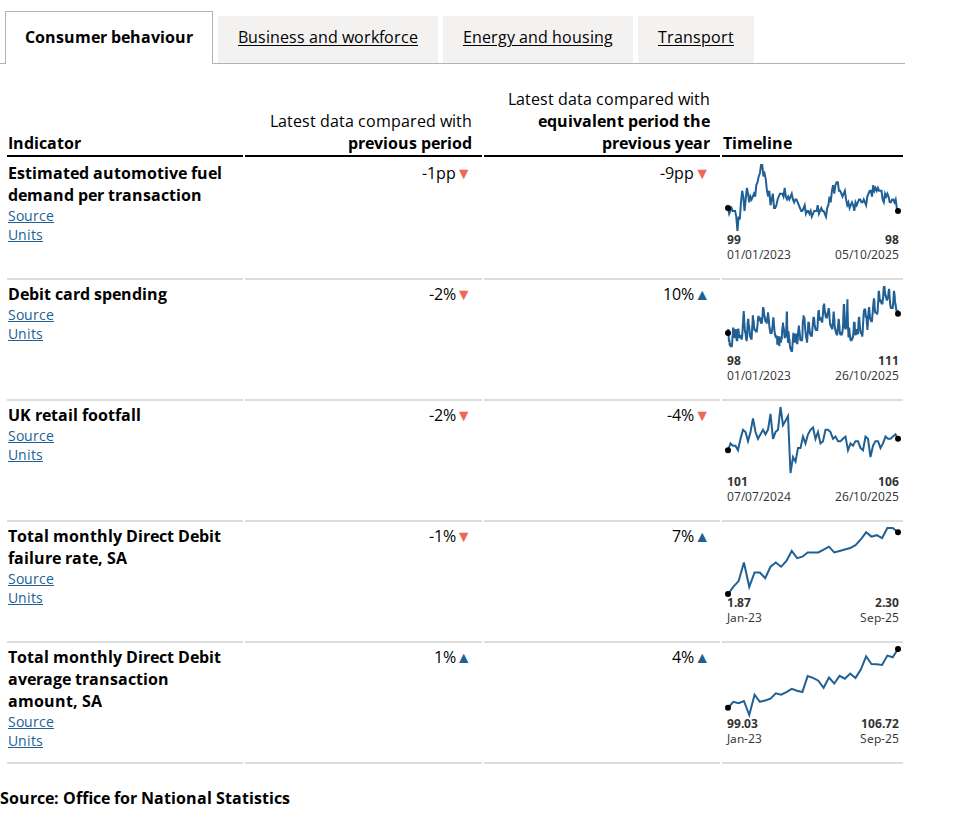 Consumer behaviour
Business and workforce
Energy and housing
Transport
Indicator
Latest data compared with
previous period
Latest data compared with
equivalent period the
previous year
Timeline
Estimated automotive fuel
demand per transaction
Source
Units
-1pp ▼
-9pp ▼
99
98
01/01/2023
05/10/2025
Debit card spending
Source
Units
-2% ▼
10% ▲
98
111
01/01/2023
26/10/2025
UK retail footfall
Source
Units
-2% ▼
-4% ▼
101
106
07/07/2024
26/10/2025
Total monthly Direct Debit
failure rate, SA
Source
Units
-1% ▼
7% ▲
1.87
2.30
Jan-23
Sep-25
Total monthly Direct Debit
average transaction
amount, SA
Source
Units
1% ▲
4% ▲
99.03
106.72
Jan-23
Sep-25
Source: Office for National Statistics